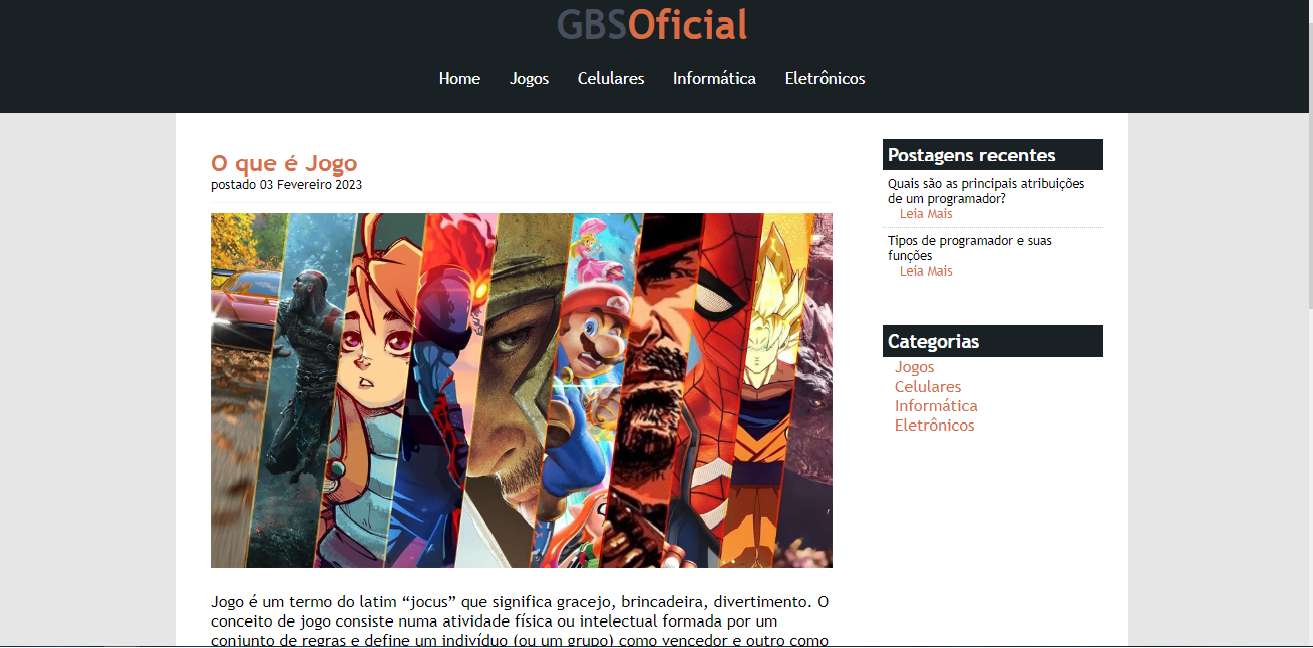 GBSOficial
Home Jogos Celulares Informática Eletrônicos
O que é Jogo
postado 03 Fevereiro 2023
Jogo é um termo do latim “jocus” que significa gracejo, brincadeira, divertimento. O
conceito de jogo consiste numa atividade física ou intelectual formada por um
conjunto de regras e define um indivíduo (ou um grupo) como vencedor e outro como
Postagens recentes
Quais são as principais atribuições
de um programador?
Leia Mais
Tipos de programador e suas
funções
Leia Mais
Categorias
Jogos
Celulares
Informática
Eletrônicos